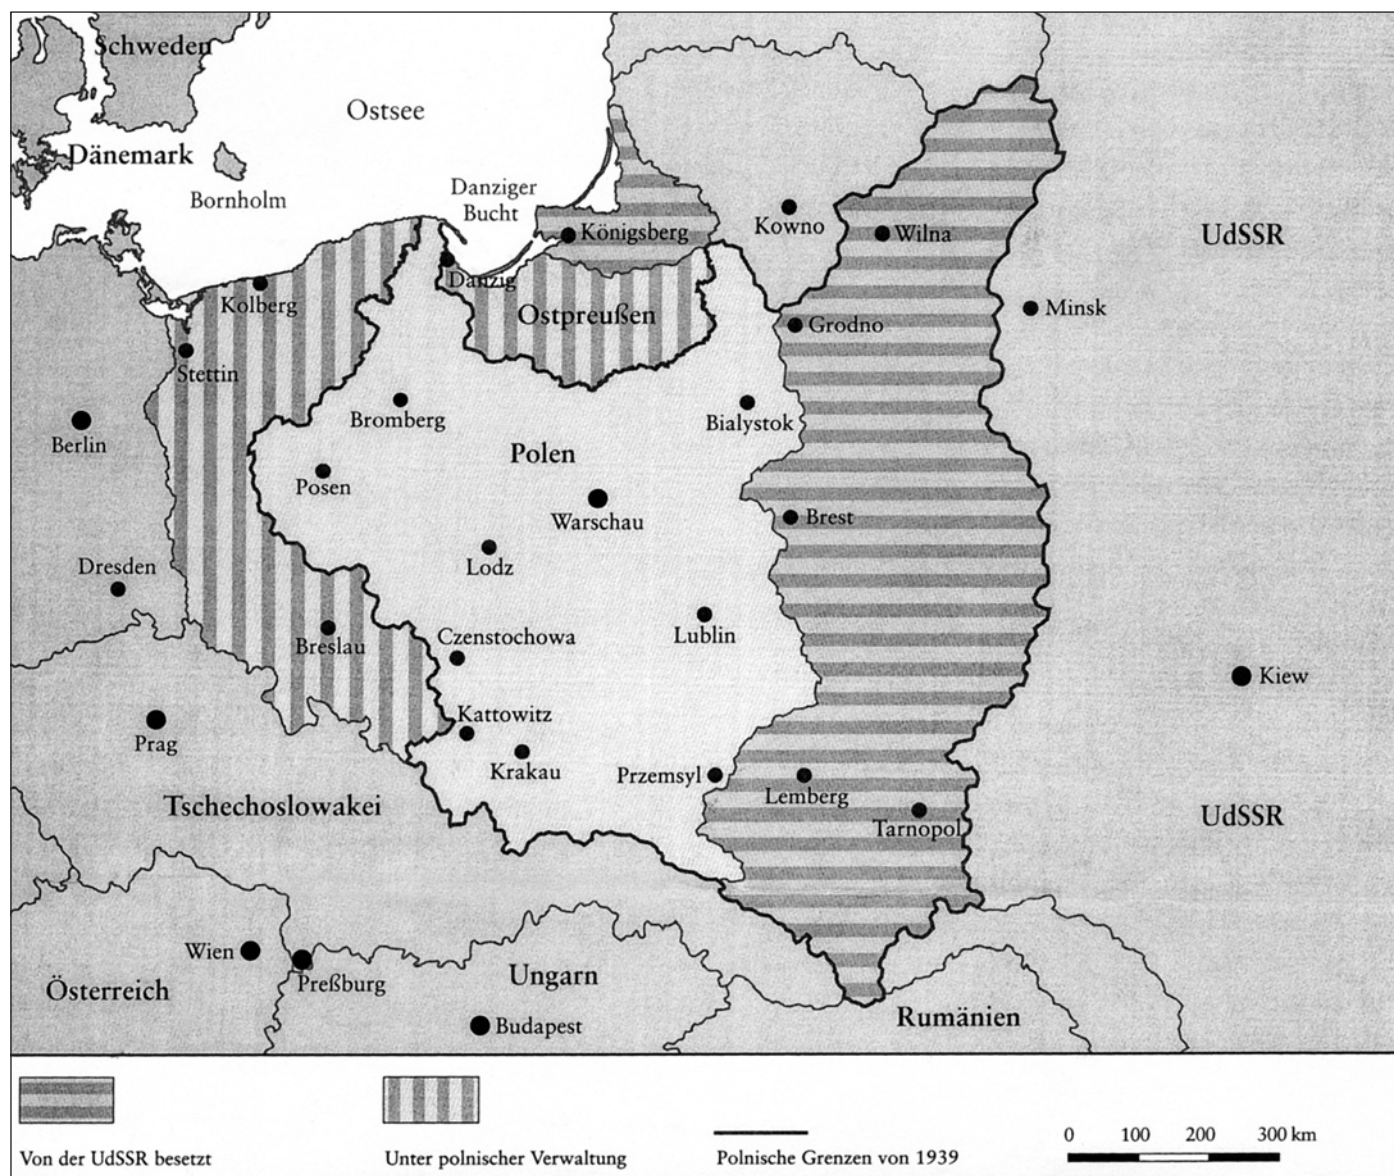 Schweden
Ostsee
Dänemark
Bornholm
Danziger
Bucht
Königsberg
Kowno
Wilna
UdSSR
Danzig
Kolberg
Ostpreußen
Grodno
Minsk
Stettin
Berlin
Bromberg
Bialystok
Polen
Posen
Warschau
Brest
Lodz
Dresden
Breslau
Czenstochowa
Lublin
Kiew
Prag
Kattowitz
Krakau
Przemsyl
Lemberg
Tschechoslowakei
Tarnopol
UdSSR
Wien
Preßburg
Österreich
Ungarn
Budapest
Rumänien
Von der UdSSR besetzt
Unter polnischer Verwaltung
Polnische Grenzen von 1939
0 100 200 300 km